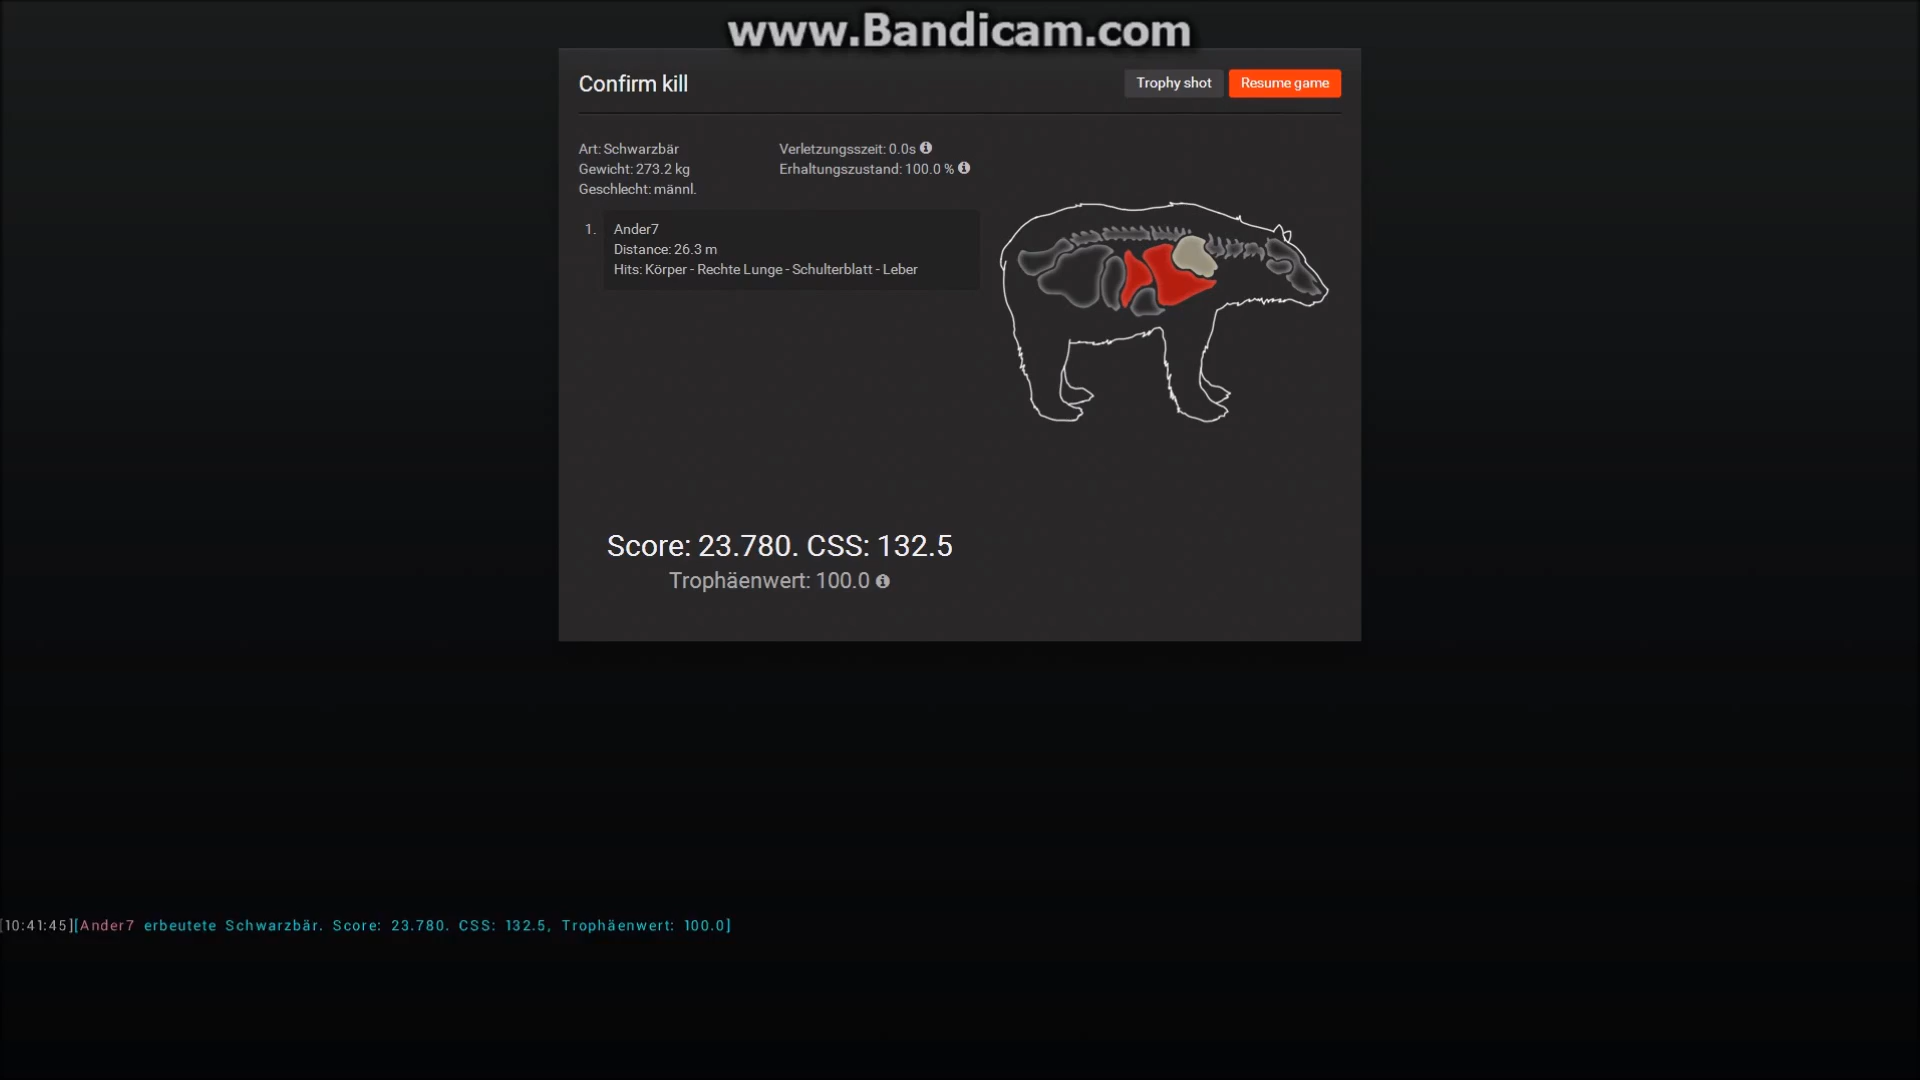 www.Bandicam.com
Confirm kill
Trophy shot
Resume game
Art: Schwarzbär
Gewicht: 273.2 kg
Geschlecht: männl.
Verletzungsszeit: 0.0s
Erhaltungszustand: 100.0 %
1.
Ander7
Distance: 26.3 m
Hits: Körper - Rechte Lunge - Schulterblatt - Leber
Score: 23.780. CSS: 132.5
Trophäenwert: 100.0
[10:41:45][Ander7 erbeutete Schwarzbär. Score: 23.780. CSS: 132.5, Trophäenwert: 100.0]